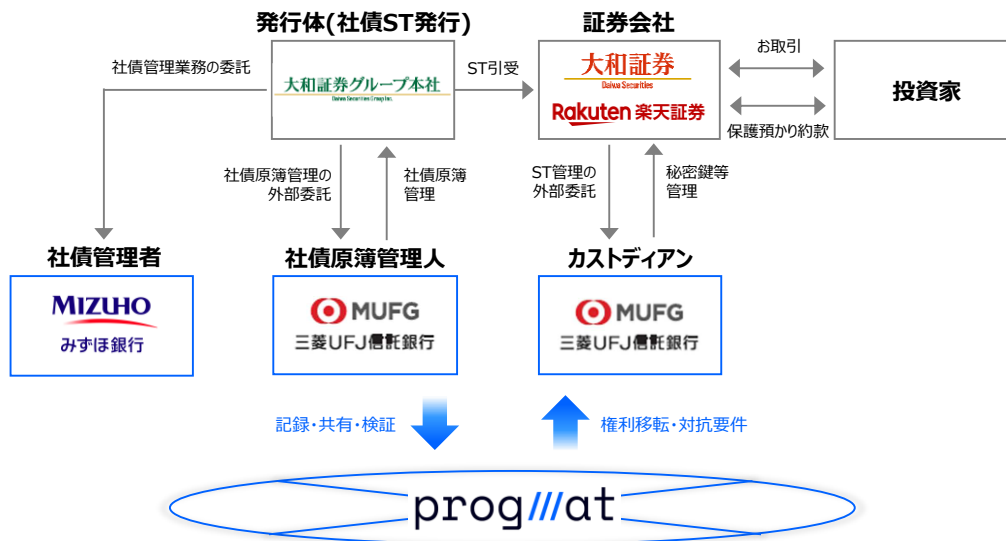 発行体(社債ST発行)
証券会社
社債管理業務の委託
大和証券グループ本社
Daiwa Securities Group Inc.
ST引受
大和証券
Daiwa Securities
Rakuten 楽天証券
お取引
保護預かり約款
投資家
社債原簿管理の
外部委託
社債原簿
管理
ST管理の
外部委託
秘密鍵等
管理
社債管理者
社債原簿管理人
カストディアン
MIZUHO
みずほ銀行
MUFG
三菱UFJ信託銀行
MUFG
三菱UFJ信託銀行
記録・共有・検証
権利移転・対抗要件
progmat